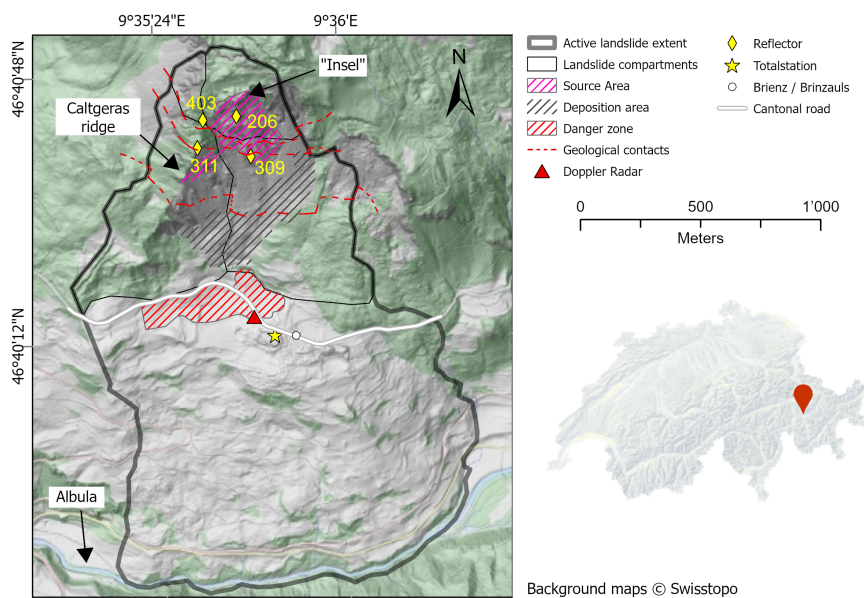 9°35'24"E
9°36'E
46°40'48"N
46°40'12"N
N
"Insel"
Caltgeras
ridge
403
206
311
309
Albula
Active landslide extent
Landslide compartments
Source Area
Deposition area
Danger zone
Geological contacts
Doppler Radar
Reflector
Totalstation
Brienz / Brinzauls
Cantonal road
0
500
1'000
Meters
Background maps © Swisstopo